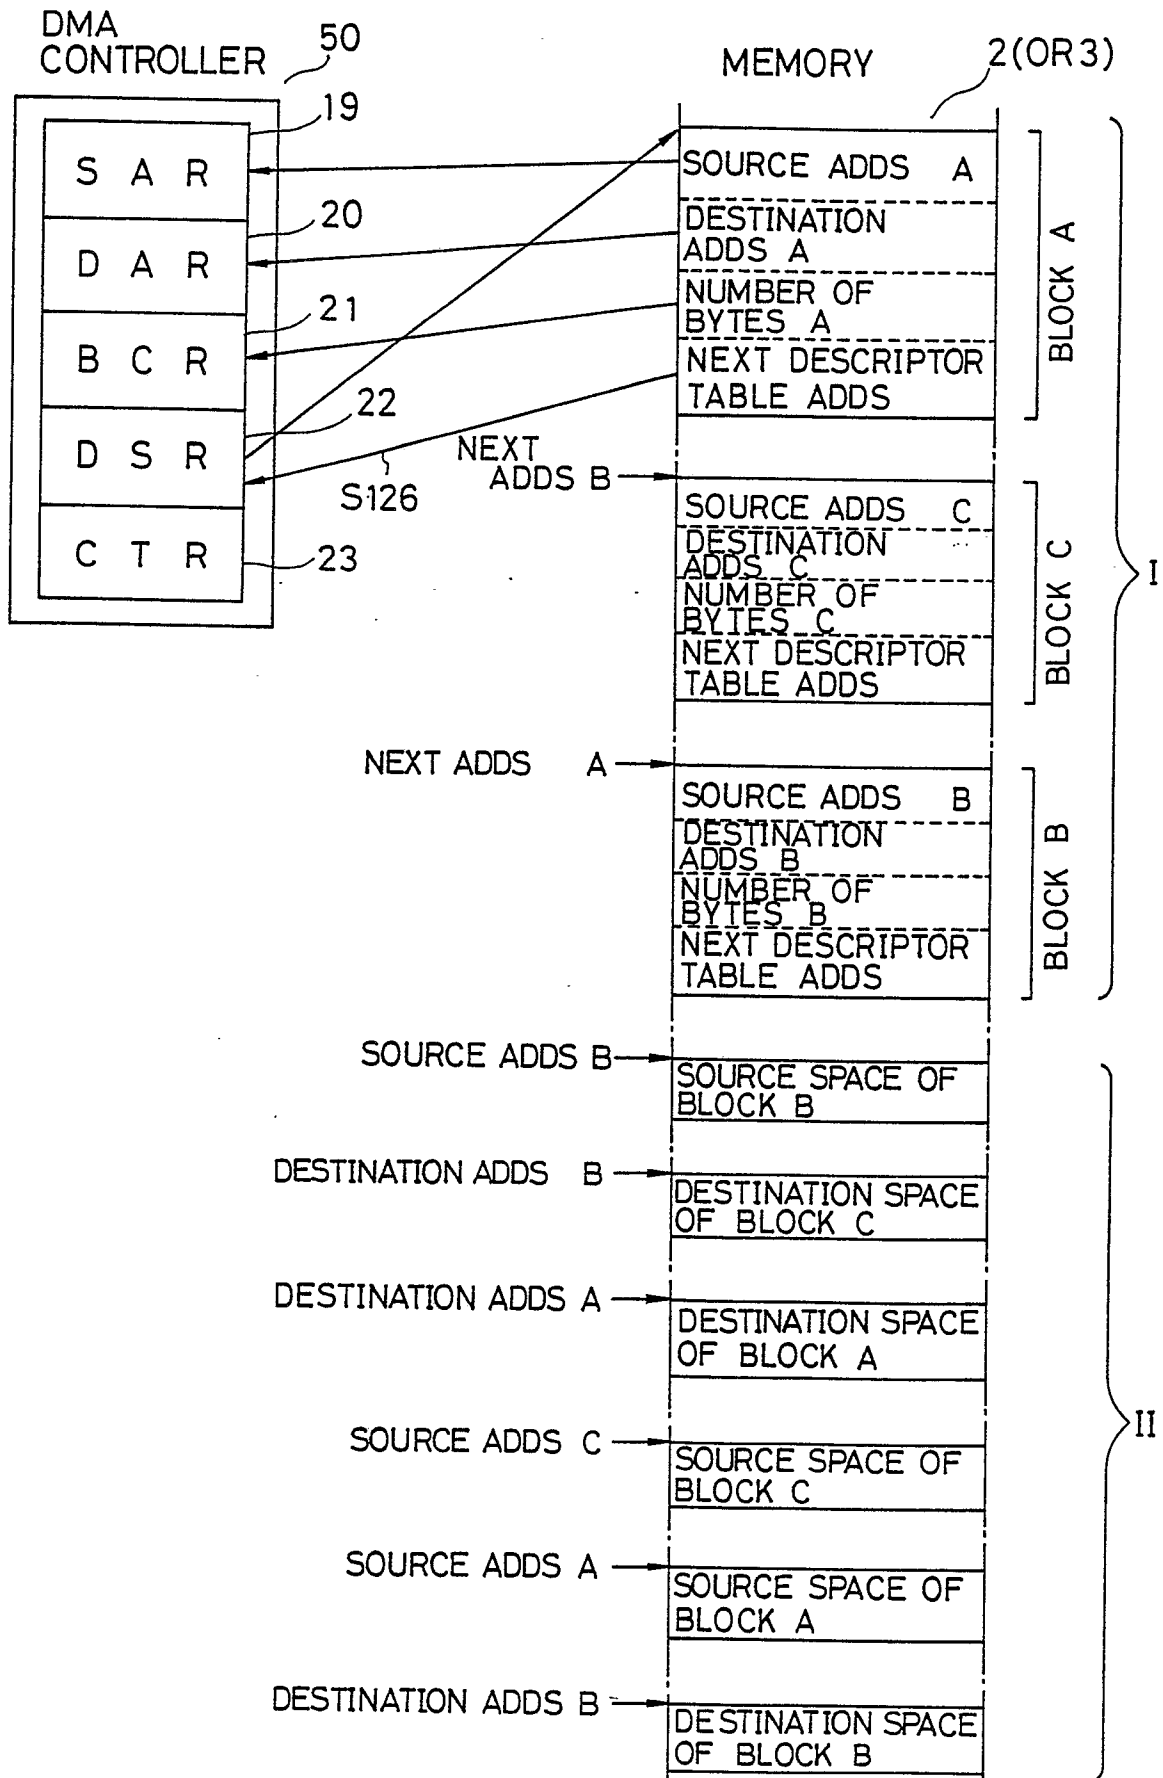 DMA
CONTROLLER
50
19
S A R
20
D A R
21
B C R
22
D S R
23
C T R
S126
MEMORY
2(OR3)
SOURCE ADDS A
DESTINATION
ADDS A
NUMBER OF
BYTES A
NEXT DESCRIPTOR
TABLE ADDS
BLOCK A
NEXT
ADDS B
SOURCE ADDS C
DESTINATION
ADDS C
NUMBER OF
BYTES C
NEXT DESCRIPTOR
TABLE ADDS
BLOCK C
I
NEXT ADDS A
SOURCE ADDS B
DESTINATION
ADDS B
NUMBER OF
BYTES B
NEXT DESCRIPTOR
TABLE ADDS
BLOCK B
SOURCE ADDS B
SOURCE SPACE OF
BLOCK B
DESTINATION ADDS B
DESTINATION SPACE
OF BLOCK C
DESTINATION ADDS A
DESTINATION SPACE
OF BLOCK A
II
SOURCE ADDS C
SOURCE SPACE OF
BLOCK C
SOURCE ADDS A
SOURCE SPACE OF
BLOCK A
DESTINATION ADDS B
DESTINATION SPACE
OF BLOCK B